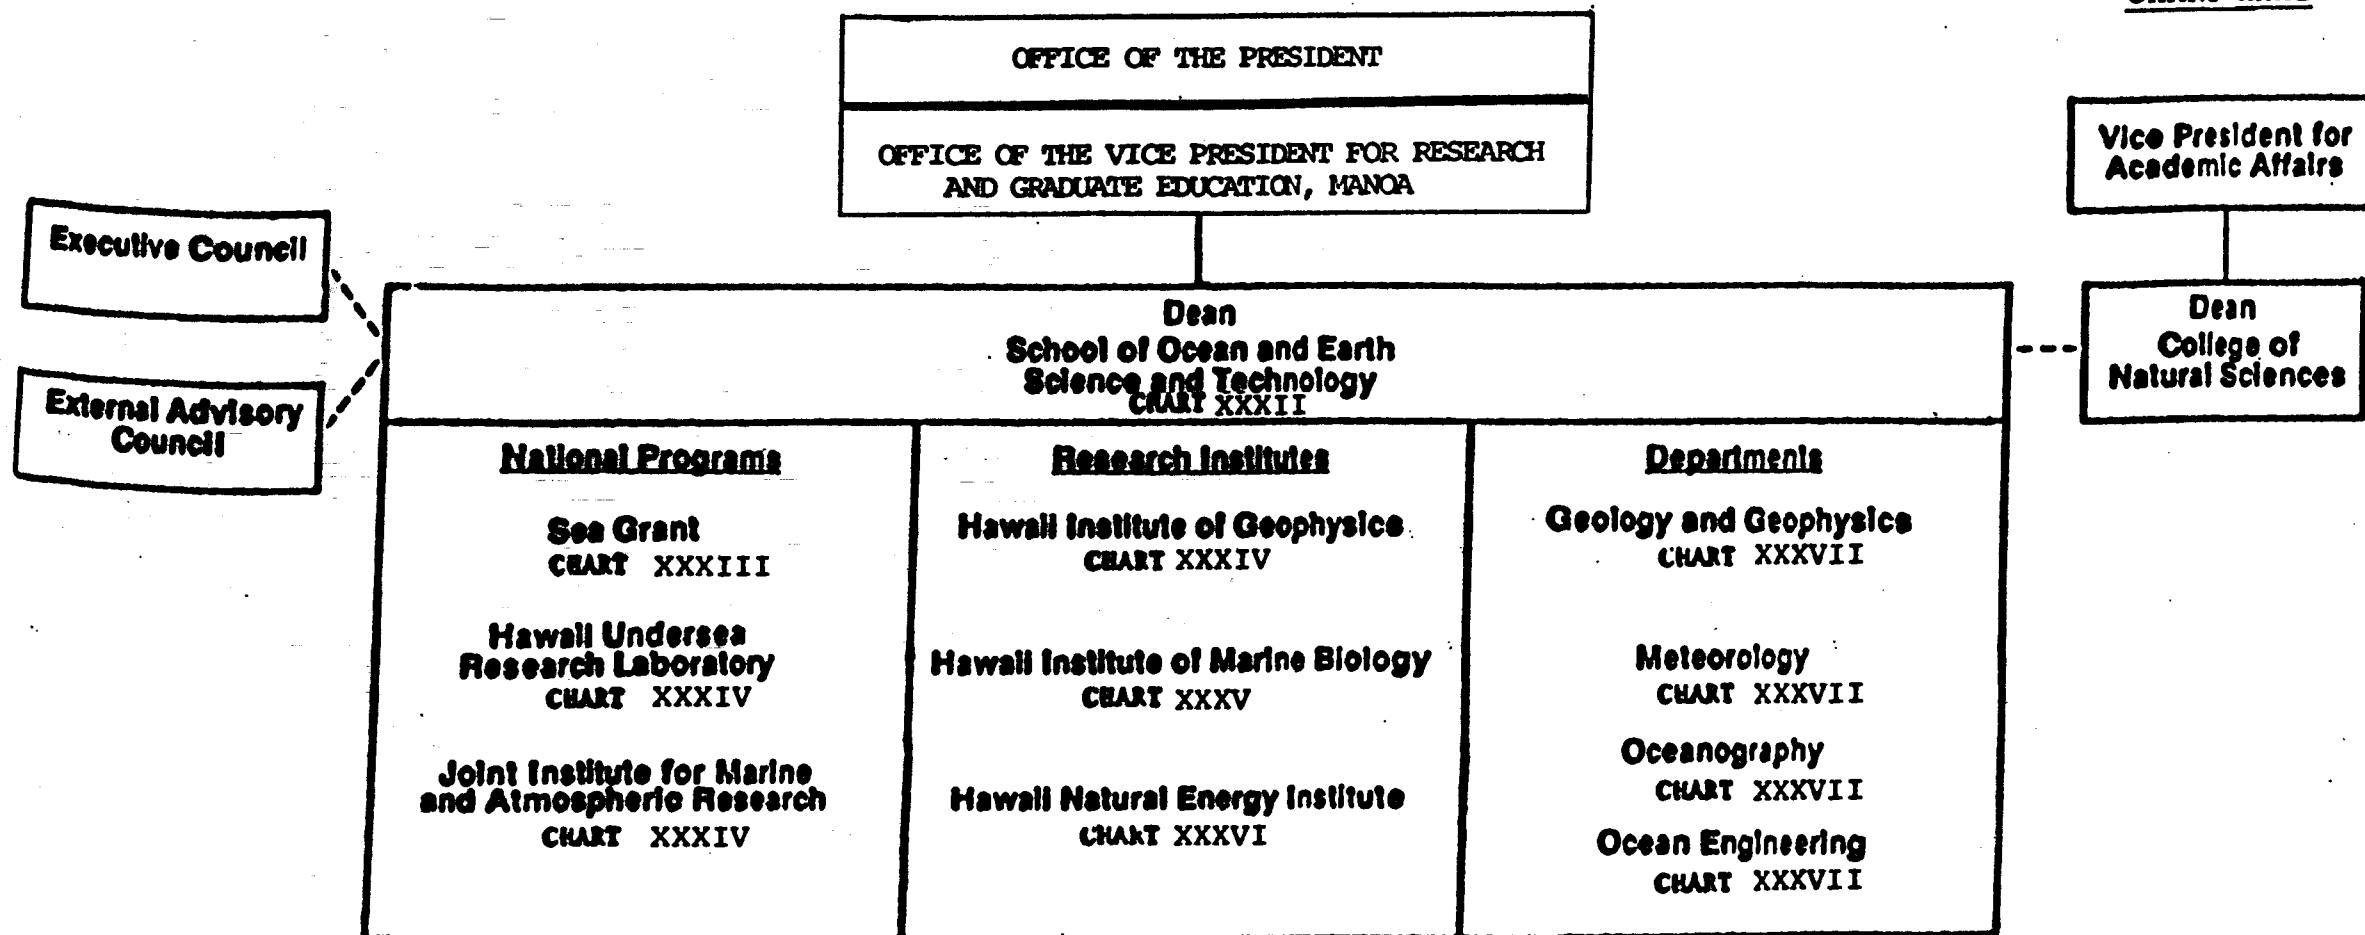 OFFICE OF THE PRESIDENT
OFFICE OF THE VICE PRESIDENT FOR RESEARCH
AND GRADUATE EDUCATION, MANOA
Vice President for
Academic Affairs
Executive Council
External Advisory
Council
Dean
School of Ocean and Earth
Science and Technology
CHART XXXII
Dean
College of
Natural Sciences
National Programs
Sea Grant
CHART XXXIII
Hawaii Undersea
Research Laboratory
CHART XXXIV
Joint Institute for Marine
and Atmospheric Research
CHART XXXIV
Research Institutes
Hawaii Institute of Geophysics
CHART XXXIV
Hawaii Institute of Marine Biology
CHART XXXV
Hawaii Natural Energy Institute
CHART XXXVI
Departments
Geology and Geophysics
CHART XXXVII
Meteorology
CHART XXXVII
Oceanography
CHART XXXVII
Ocean Engineering
CHART XXXVII